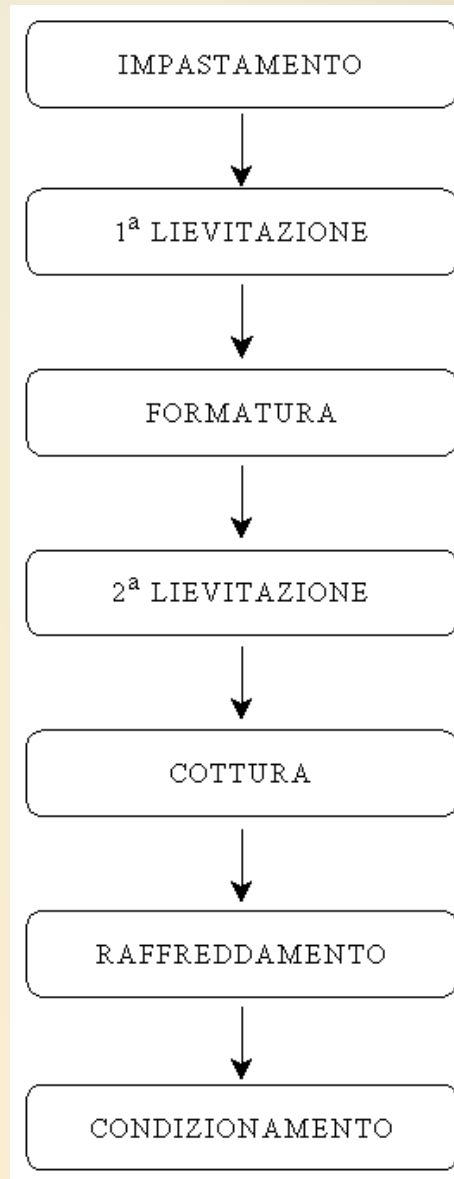 IMPASTAMENTO
1ª LIEVITAZIONE
FORMATURA
2ª LIEVITAZIONE
COTTURA
RAFFREDDAMENTO
CONDIZIONAMENTO